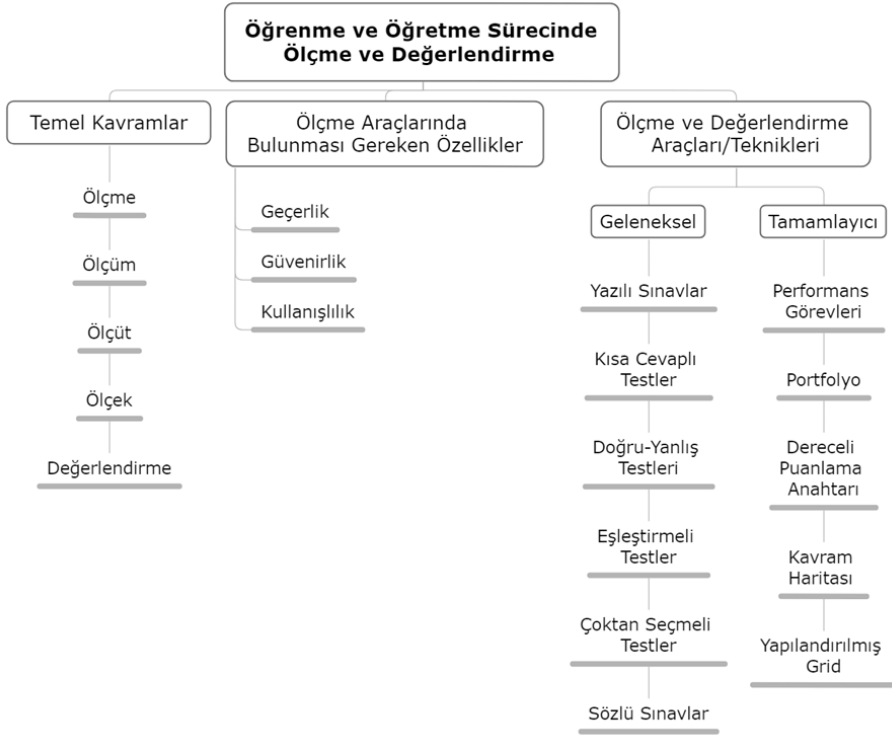 Öğrenme ve Öğretme Sürecinde
Ölçme ve Değerlendirme
Temel Kavramlar
Ölçme
Ölçüm
Ölçüt
Ölçek
Değerlendirme
Ölçme Araçlarında
Bulunması Gereken Özellikler
Geçerlik
Güvenirlik
Kullanışlılık
Ölçme ve Değerlendirme
Araçları/Teknikleri
Geleneksel
Yazılı Sınavlar
Kısa Cevaplı
Testler
Doğru-Yanlış
Testleri
Eşleştirmeli
Testler
Çoktan Seçmeli
Testler
Sözlü Sınavlar
Tamamlayıcı
Performans
Görevleri
Portfolyo
Dereceli
Puanlama
Anahtarı
Kavram
Haritası
Yapılandırılmış
Grid